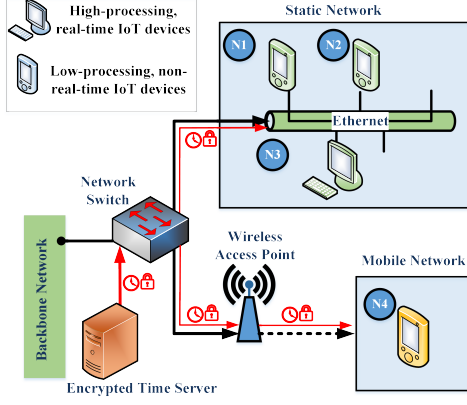 High-processing,
real-time IoT devices
Low-processing, non-
real-time IoT devices
Static Network
N1
N2
Ethernet
N3
Network
Switch
Wireless
Access Point
Mobile Network
N4
Backbone Network
Encrypted Time Server